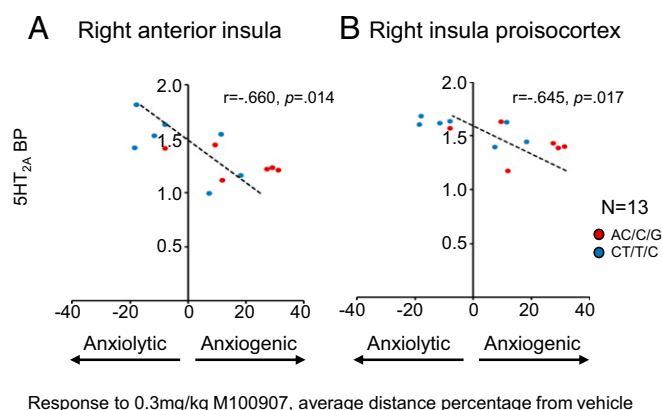 A Right anterior insula
B Right insula proisocortex
5HT2A BP
2.0
1.5
1.0
0.5
r=-.660, p=.014
-40 -20 0 20 40
Anxiolytic Anxiogenic
2.0
1.5
1.0
0.5
r=-.645, p=.017
-40 -20 0 20 40
Anxiolytic Anxiogenic
N=13
AC/C/G
CT/T/C
Response to 0.3mg/kg M100907, average distance percentage from vehicle